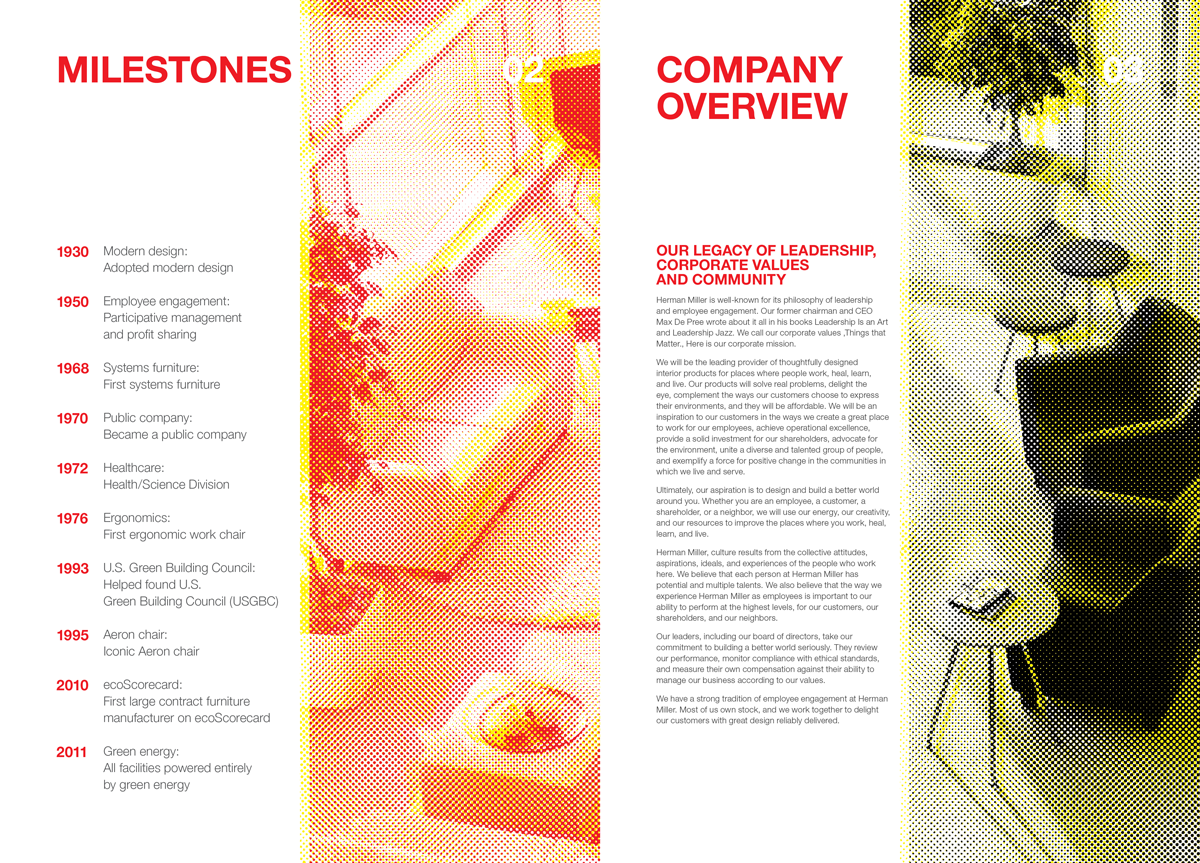 MILESTONES
02
1930 Modern design:
Adopted modern design
1950 Employee engagement:
Participative management
and profit sharing
1968 Systems furniture:
First systems furniture
1970 Public company:
Became a public company
1972 Healthcare:
Health/Science Division
1976 Ergonomics:
First ergonomic work chair
1993 U.S. Green Building Council:
Helped found U.S.
Green Building Council (USGBC)
1995 Aeron chair:
Iconic Aeron chair
2010 ecoScorecard:
First large contract furniture
manufacturer on ecoScorecard
2011 Green energy:
All facilities powered entirely
by green energy
COMPANY
OVERVIEW
03
OUR LEGACY OF LEADERSHIP,
CORPORATE VALUES
AND COMMUNITY
Herman Miller is well-known for its philosophy of leadership
and employee engagement. Our former chairman and CEO
Max De Pree wrote about it all in his books Leadership Is an Art
and Leadership Jazz. We call our corporate values ,Things that
Matter., Here is our corporate mission.
We will be the leading provider of thoughtfully designed
interior products for places where people work, heal, learn,
and live. Our products will solve real problems, delight the
eye, complement the ways our customers choose to express
their environments, and they will be affordable. We will be an
inspiration to our customers in the ways we create a great place
to work for our employees, achieve operational excellence,
provide a solid investment for our shareholders, advocate for
the environment, unite a diverse and talented group of people,
and exemplify a force for positive change in the communities in
which we live and serve.
Ultimately, our aspiration is to design and build a better world
around you. Whether you are an employee, a customer, a
shareholder, or a neighbor, we will use our energy, our creativity,
and our resources to improve the places where you work, heal,
learn, and live.
Herman Miller, culture results from the collective attitudes,
aspirations, ideals, and experiences of the people who work
here. We believe that each person at Herman Miller has
potential and multiple talents. We also believe that the way we
experience Herman Miller as employees is important to our
ability to perform at the highest levels, for our customers, our
shareholders, and our neighbors.
Our leaders, including our board of directors, take our
commitment to building a better world seriously. They review
our performance, monitor compliance with ethical standards,
and measure their own compensation against their ability to
manage our business according to our values.
We have a strong tradition of employee engagement at Herman
Miller. Most of us own stock, and we work together to delight
our customers with great design reliably delivered.